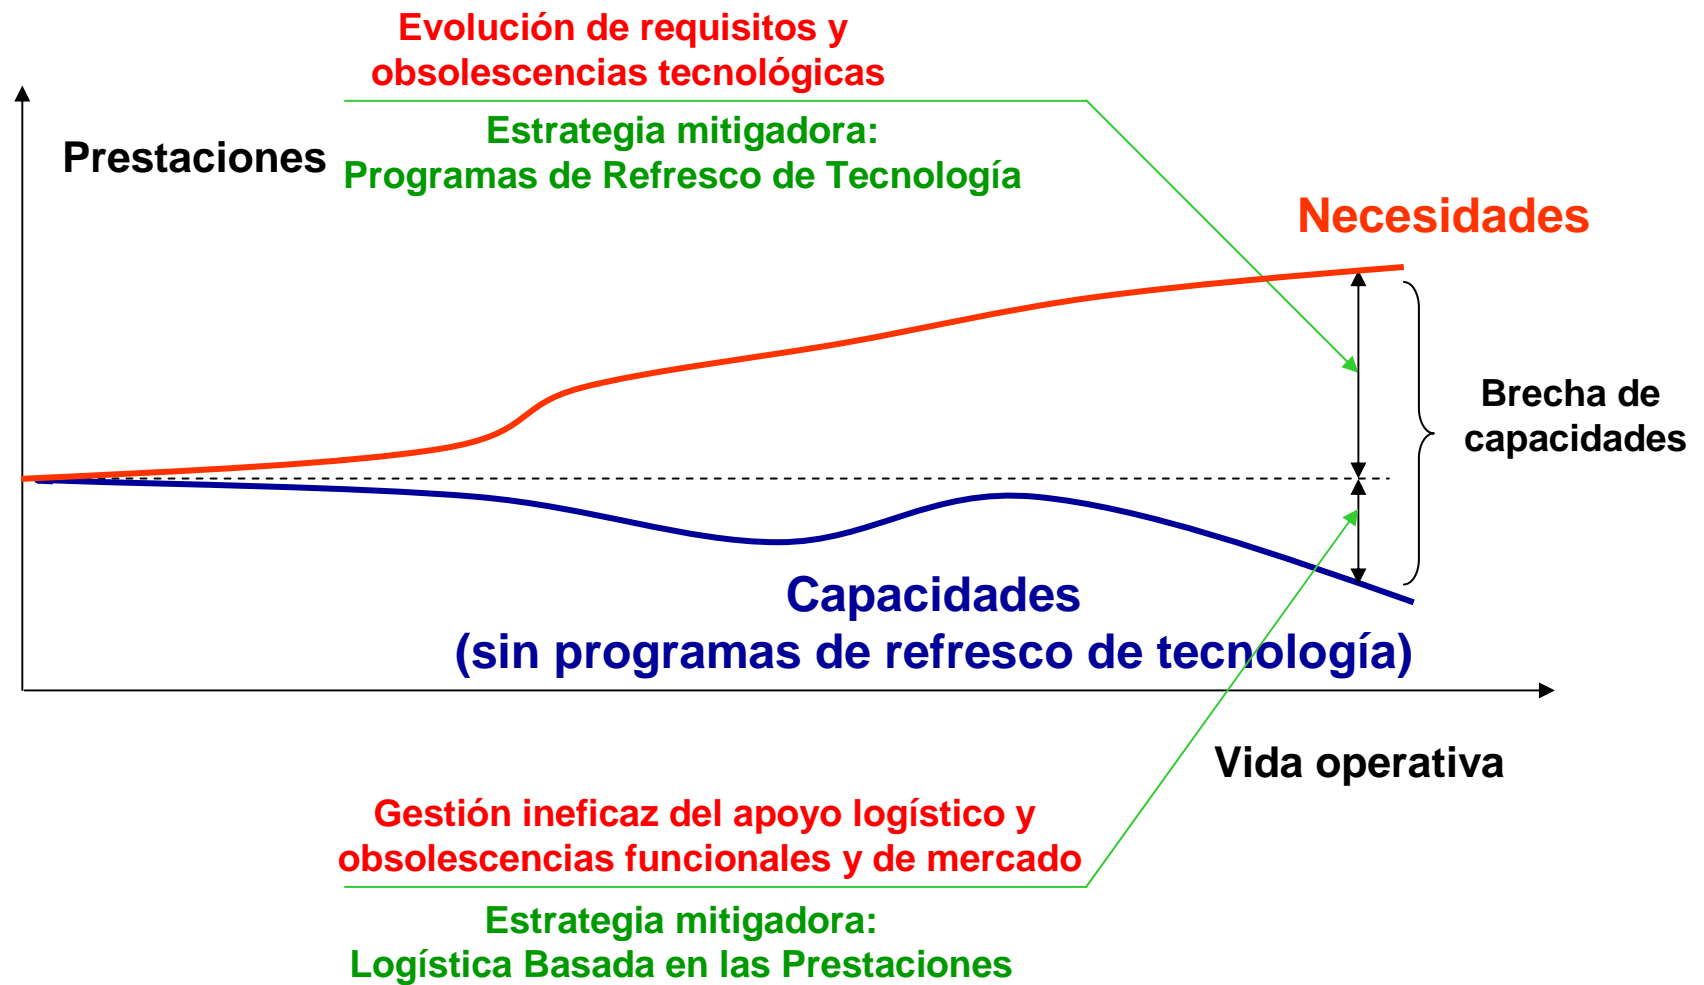 Evolución de requisitos y
obsolescencias tecnológicas
Estrategia mitigadora:
Programas de Refresco de Tecnología
Prestaciones
Necesidades
Brecha de
capacidades
Capacidades
(sin programas de refresco de tecnología)
Vida operativa
Gestión ineficaz del apoyo logístico y
obsolescencias funcionales y de mercado
Estrategia mitigadora:
Logística Basada en las Prestaciones